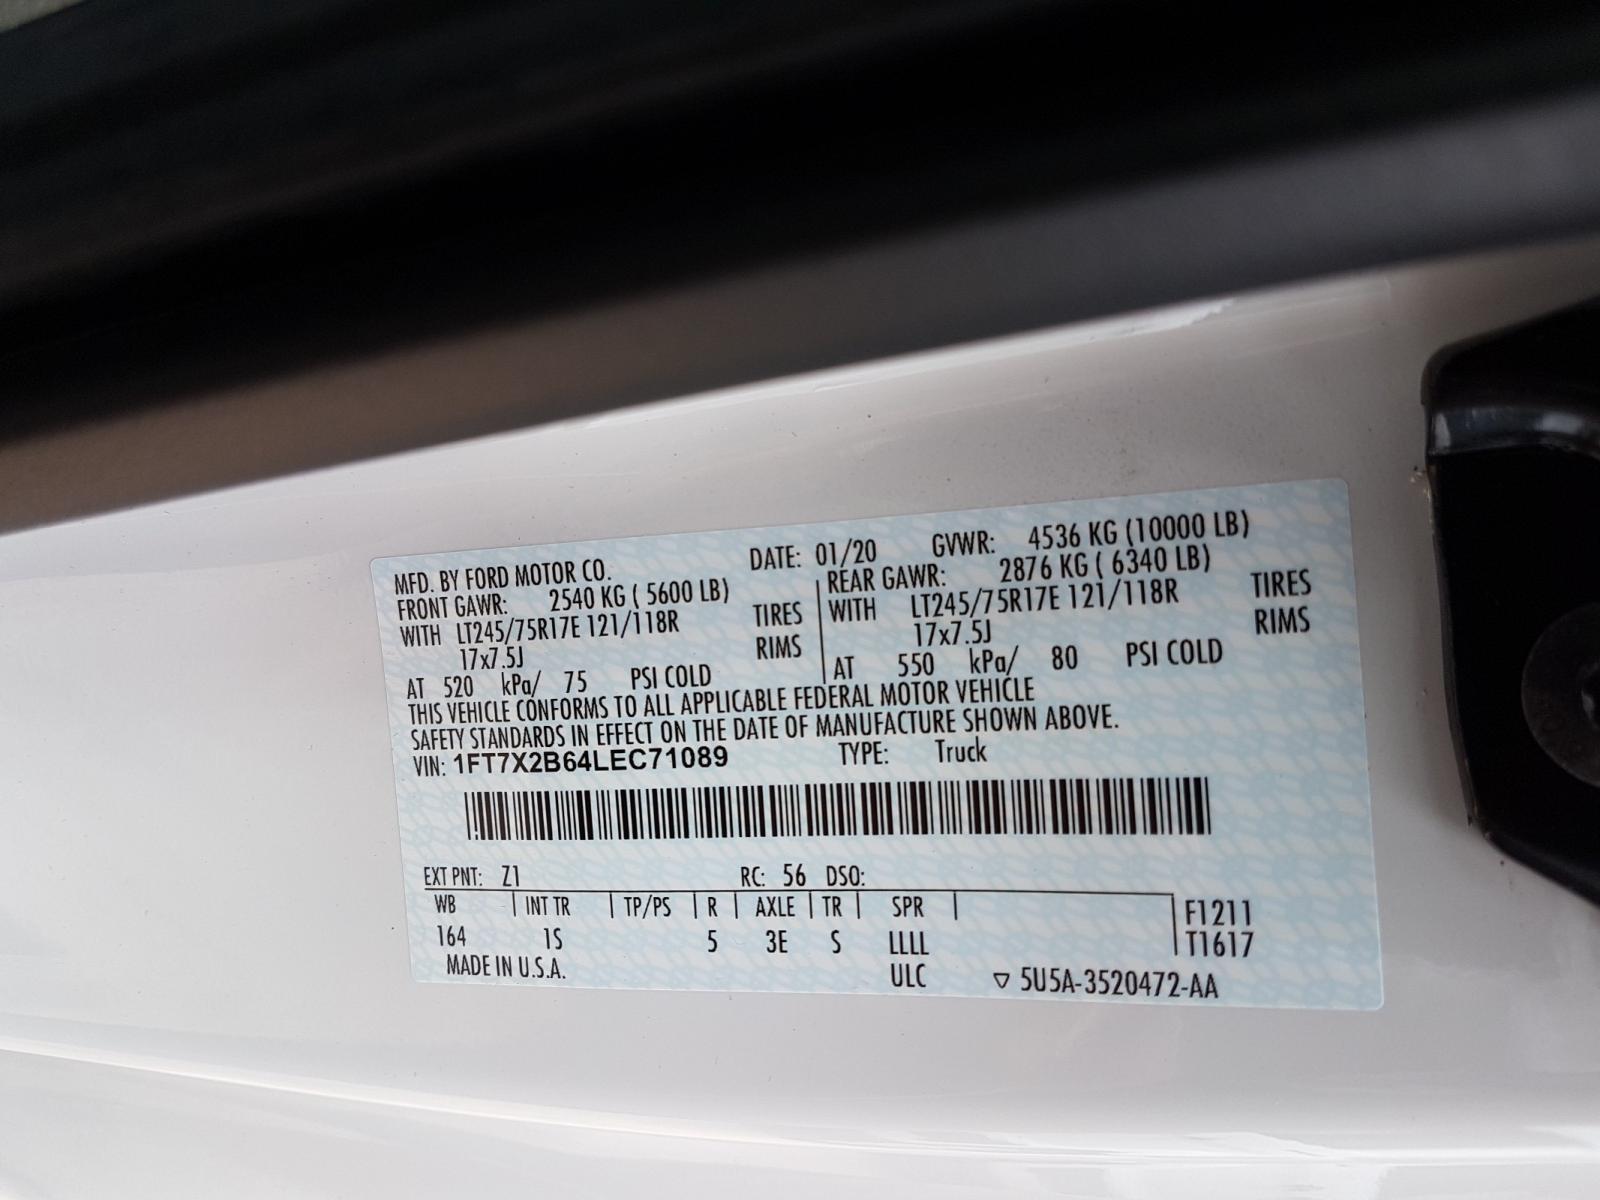 MFD. BY FORD MOTOR CO. DATE: 01/20 GVWR: 4536 KG (10000 LB)
FRONT GAWR: 2540 KG ( 5600 LB) REAR GAWR: 2876 KG ( 6340 LB)
WITH LT245/75R17E 121/118R TIRES WITH LT245/75R17E 121/118R TIRES
17x7.5J RIMS 17x7.5J RIMS
AT 520 kPa/ 75 PSI COLD AT 550 kPa/ 80 PSI COLD
THIS VEHICLE CONFORMS TO ALL APPLICABLE FEDERAL MOTOR VEHICLE
SAFETY STANDARDS IN EFFECT ON THE DATE OF MANUFACTURE SHOWN ABOVE.
VIN: 1FT7X2B64LEC71089 TYPE: Truck
EXT PNT: Z1 RC: 56 DSO:
WB INT TR TP/PS R AXLE TR SPR F1211
164 1S 5 3E S LLLL T1617
MADE IN U.S.A. ULC ▽ 5U5A-3520472-AA